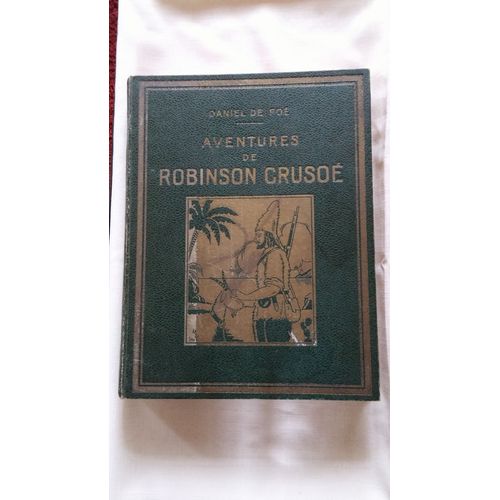 DANIEL DE FOË
AVENTURES
DE
ROBINSON CRUSOÉ